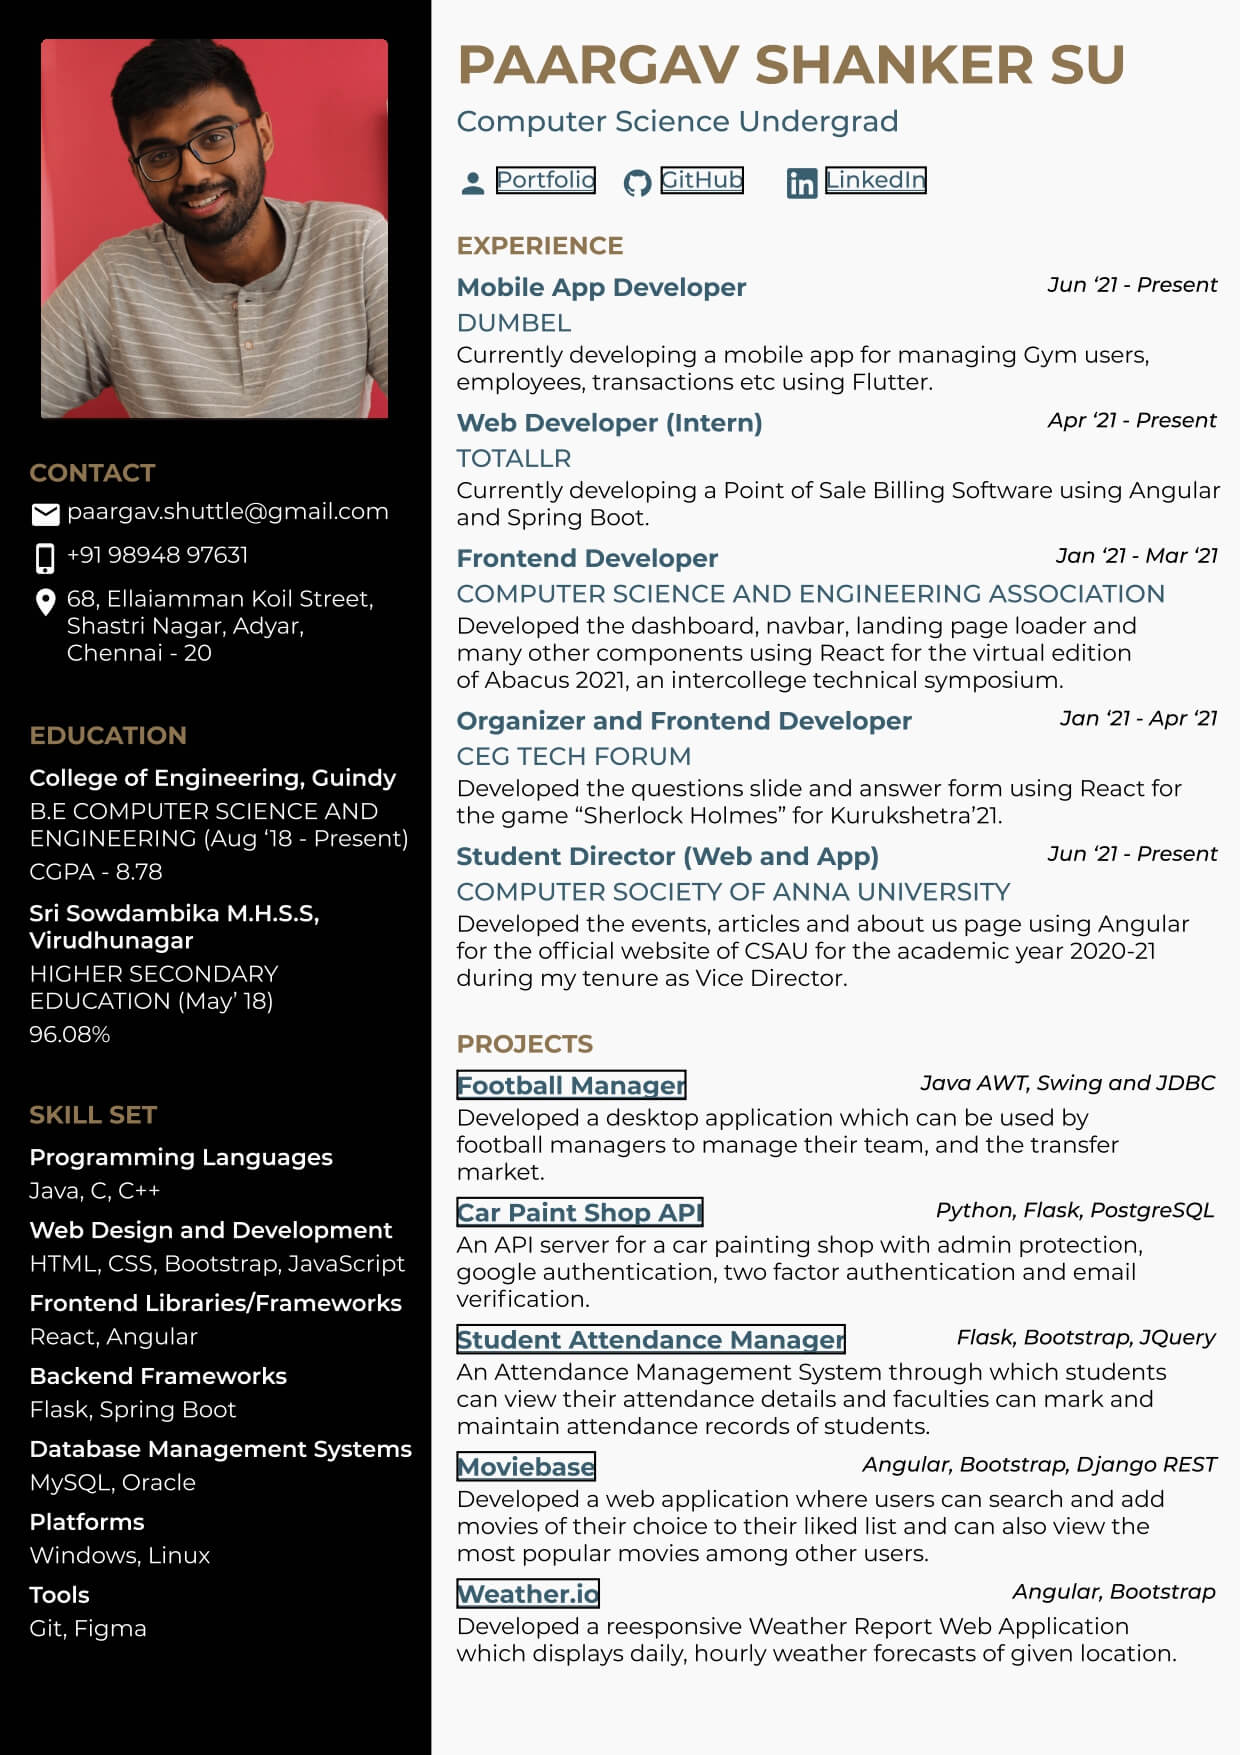 PAARGAV SHANKER SU
Computer Science Undergrad
Portfolio GitHub LinkedIn
CONTACT
paargav.shuttle@gmail.com
+91 98948 97631
68, Ellaiamman Koil Street,
Shastri Nagar, Adyar,
Chennai - 20
EDUCATION
College of Engineering, Guindy
B.E COMPUTER SCIENCE AND
ENGINEERING (Aug ‘18 - Present)
CGPA - 8.78
Sri Sowdambika M.H.S.S,
Virudhunagar
HIGHER SECONDARY
EDUCATION (May’ 18)
96.08%
SKILL SET
Programming Languages
Java, C, C++
Web Design and Development
HTML, CSS, Bootstrap, JavaScript
Frontend Libraries/Frameworks
React, Angular
Backend Frameworks
Flask, Spring Boot
Database Management Systems
MySQL, Oracle
Platforms
Windows, Linux
Tools
Git, Figma
EXPERIENCE
Mobile App Developer Jun ‘21 - Present
DUMBEL
Currently developing a mobile app for managing Gym users,
employees, transactions etc using Flutter.
Web Developer (Intern) Apr ‘21 - Present
TOTALLR
Currently developing a Point of Sale Billing Software using Angular
and Spring Boot.
Frontend Developer Jan ‘21 - Mar ‘21
COMPUTER SCIENCE AND ENGINEERING ASSOCIATION
Developed the dashboard, navbar, landing page loader and
many other components using React for the virtual edition
of Abacus 2021, an intercollege technical symposium.
Organizer and Frontend Developer Jan ‘21 - Apr ‘21
CEG TECH FORUM
Developed the questions slide and answer form using React for
the game “Sherlock Holmes” for Kurukshetra’21.
Student Director (Web and App) Jun ‘21 - Present
COMPUTER SOCIETY OF ANNA UNIVERSITY
Developed the events, articles and about us page using Angular
for the official website of CSAU for the academic year 2020-21
during my tenure as Vice Director.
PROJECTS
Football Manager Java AWT, Swing and JDBC
Developed a desktop application which can be used by
football managers to manage their team, and the transfer
market.
Car Paint Shop API Python, Flask, PostgreSQL
An API server for a car painting shop with admin protection,
google authentication, two factor authentication and email
verification.
Student Attendance Manager Flask, Bootstrap, JQuery
An Attendance Management System through which students
can view their attendance details and faculties can mark and
maintain attendance records of students.
Moviebase Angular, Bootstrap, Django REST
Developed a web application where users can search and add
movies of their choice to their liked list and can also view the
most popular movies among other users.
Weather.io Angular, Bootstrap
Developed a reesponsive Weather Report Web Application
which displays daily, hourly weather forecasts of given location.